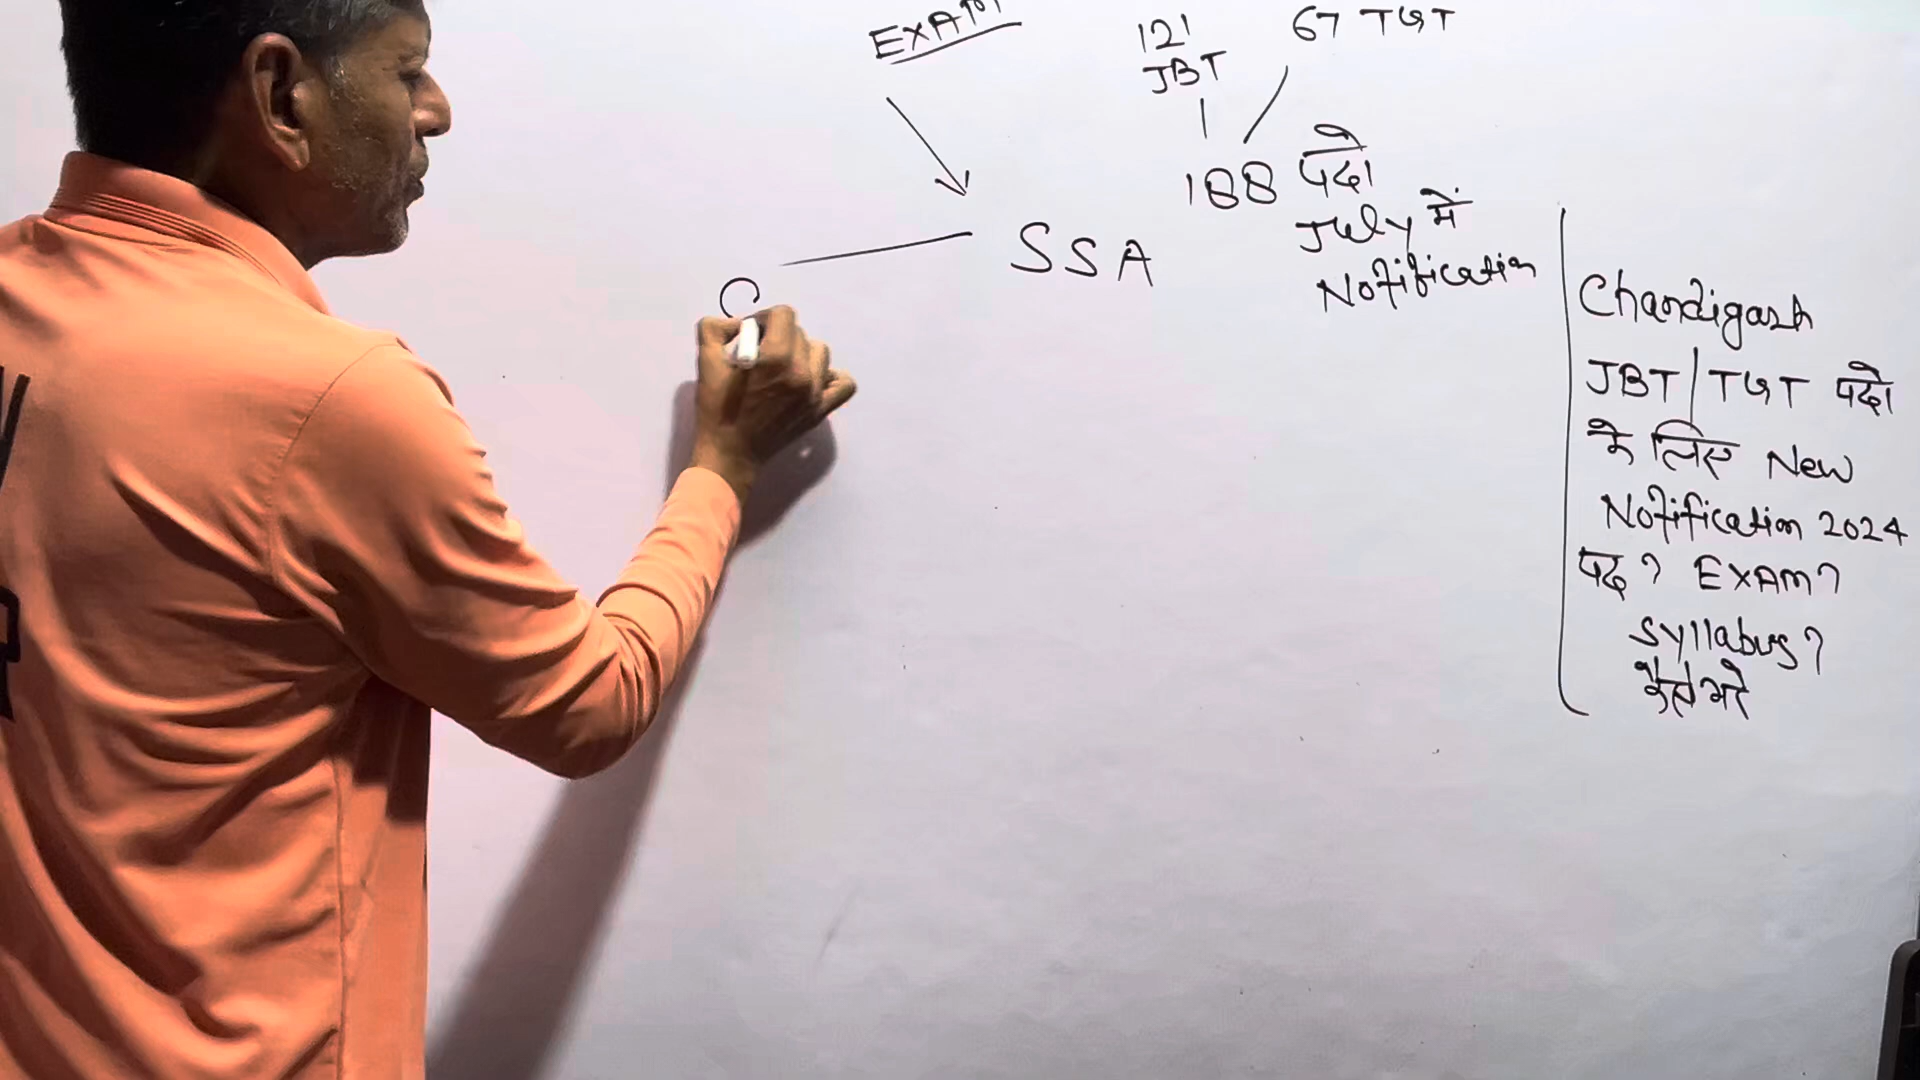 EXAM
121
JBT
67 TGT
188 पदो
July में
Notification
SSA
C
Chandigarh
JBT/TGT पदो
के लिए New
Notification 2024
पद? EXAM?
Syllabus?
कैसे भरे